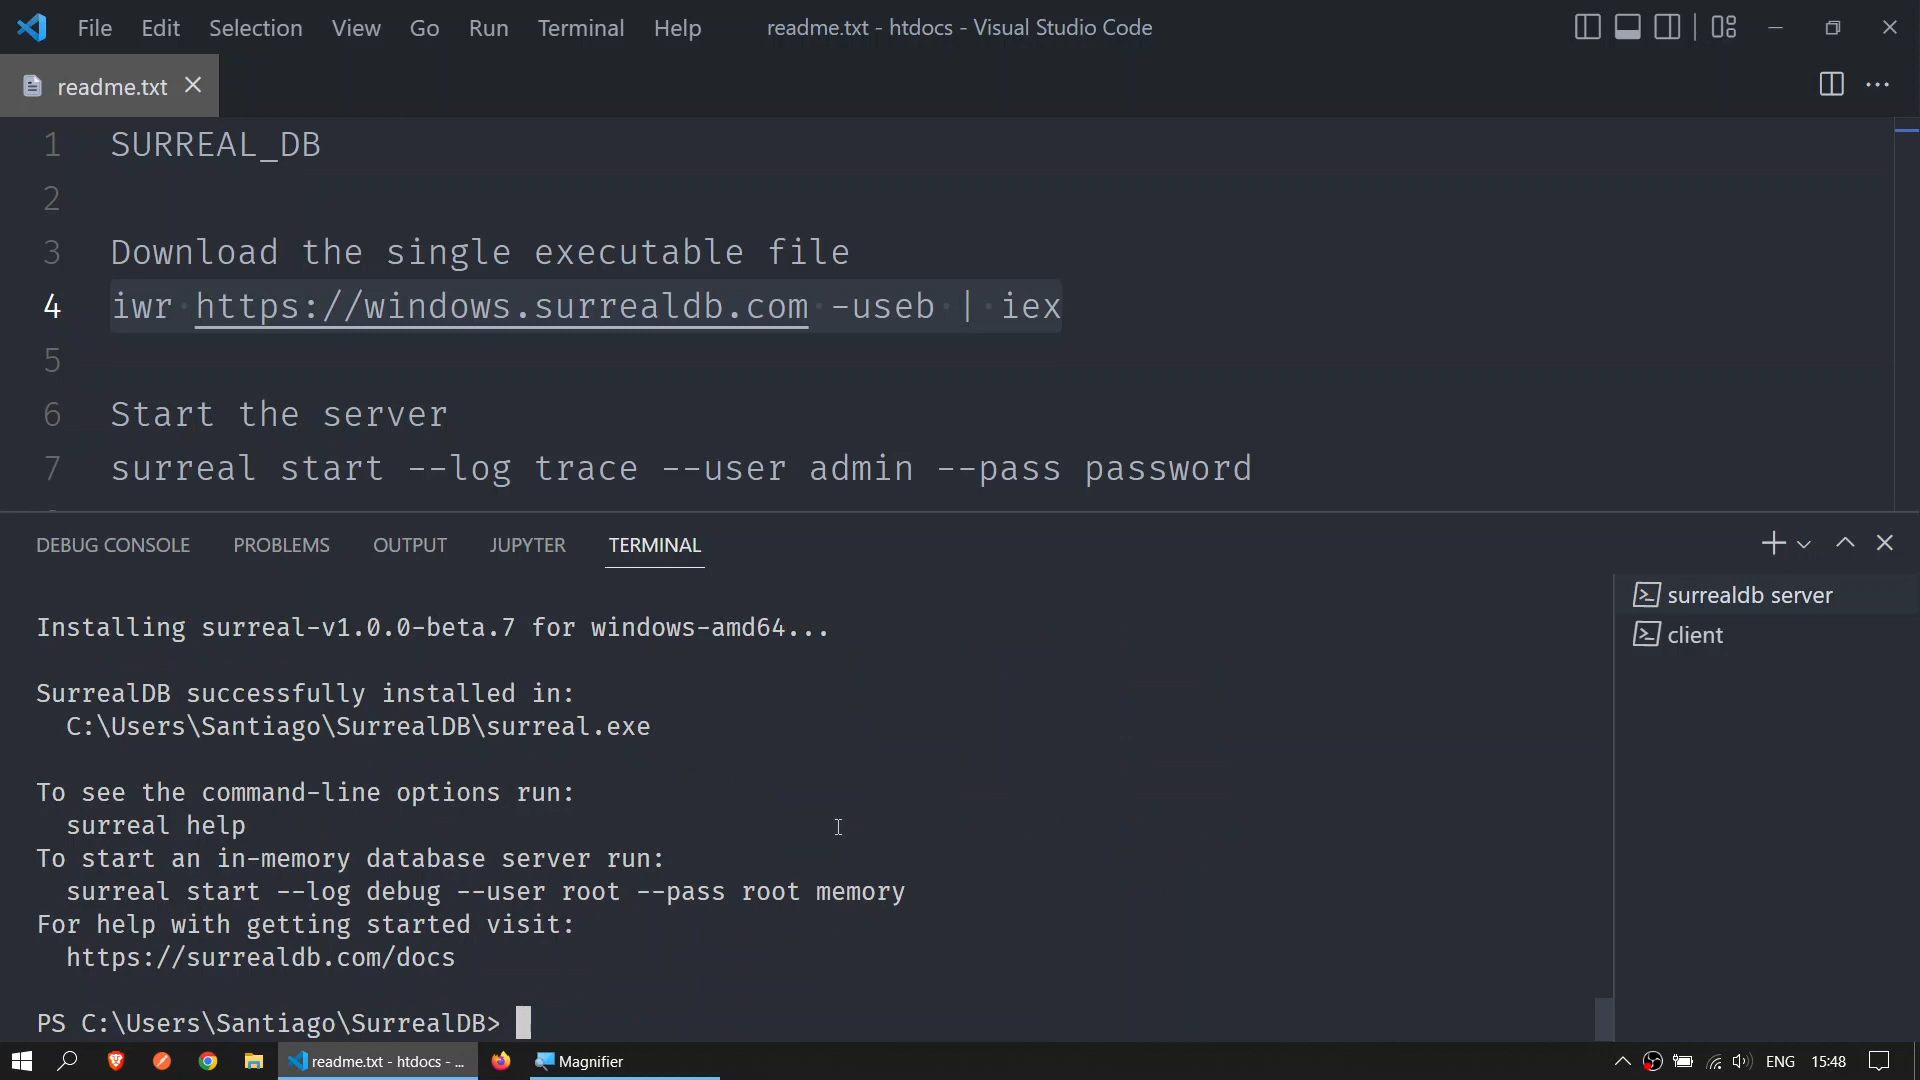 File Edit Selection View Go Run Terminal Help readme.txt - htdocs - Visual Studio Code
readme.txt
1 SURREAL_DB
2
3 Download the single executable file
4 iwr https://windows.surrealdb.com -useb | iex
5
6 Start the server
7 surreal start --log trace --user admin --pass password
DEBUG CONSOLE PROBLEMS OUTPUT JUPYTER TERMINAL
surrealdb server
client
Installing surreal-v1.0.0-beta.7 for windows-amd64...
SurrealDB successfully installed in:
C:\Users\Santiago\SurrealDB\surreal.exe
To see the command-line options run:
surreal help
To start an in-memory database server run:
surreal start --log debug --user root --pass root memory
For help with getting started visit:
https://surrealdb.com/docs
PS C:\Users\Santiago\SurrealDB>
readme.txt - htdocs - ... Magnifier ENG 15:48